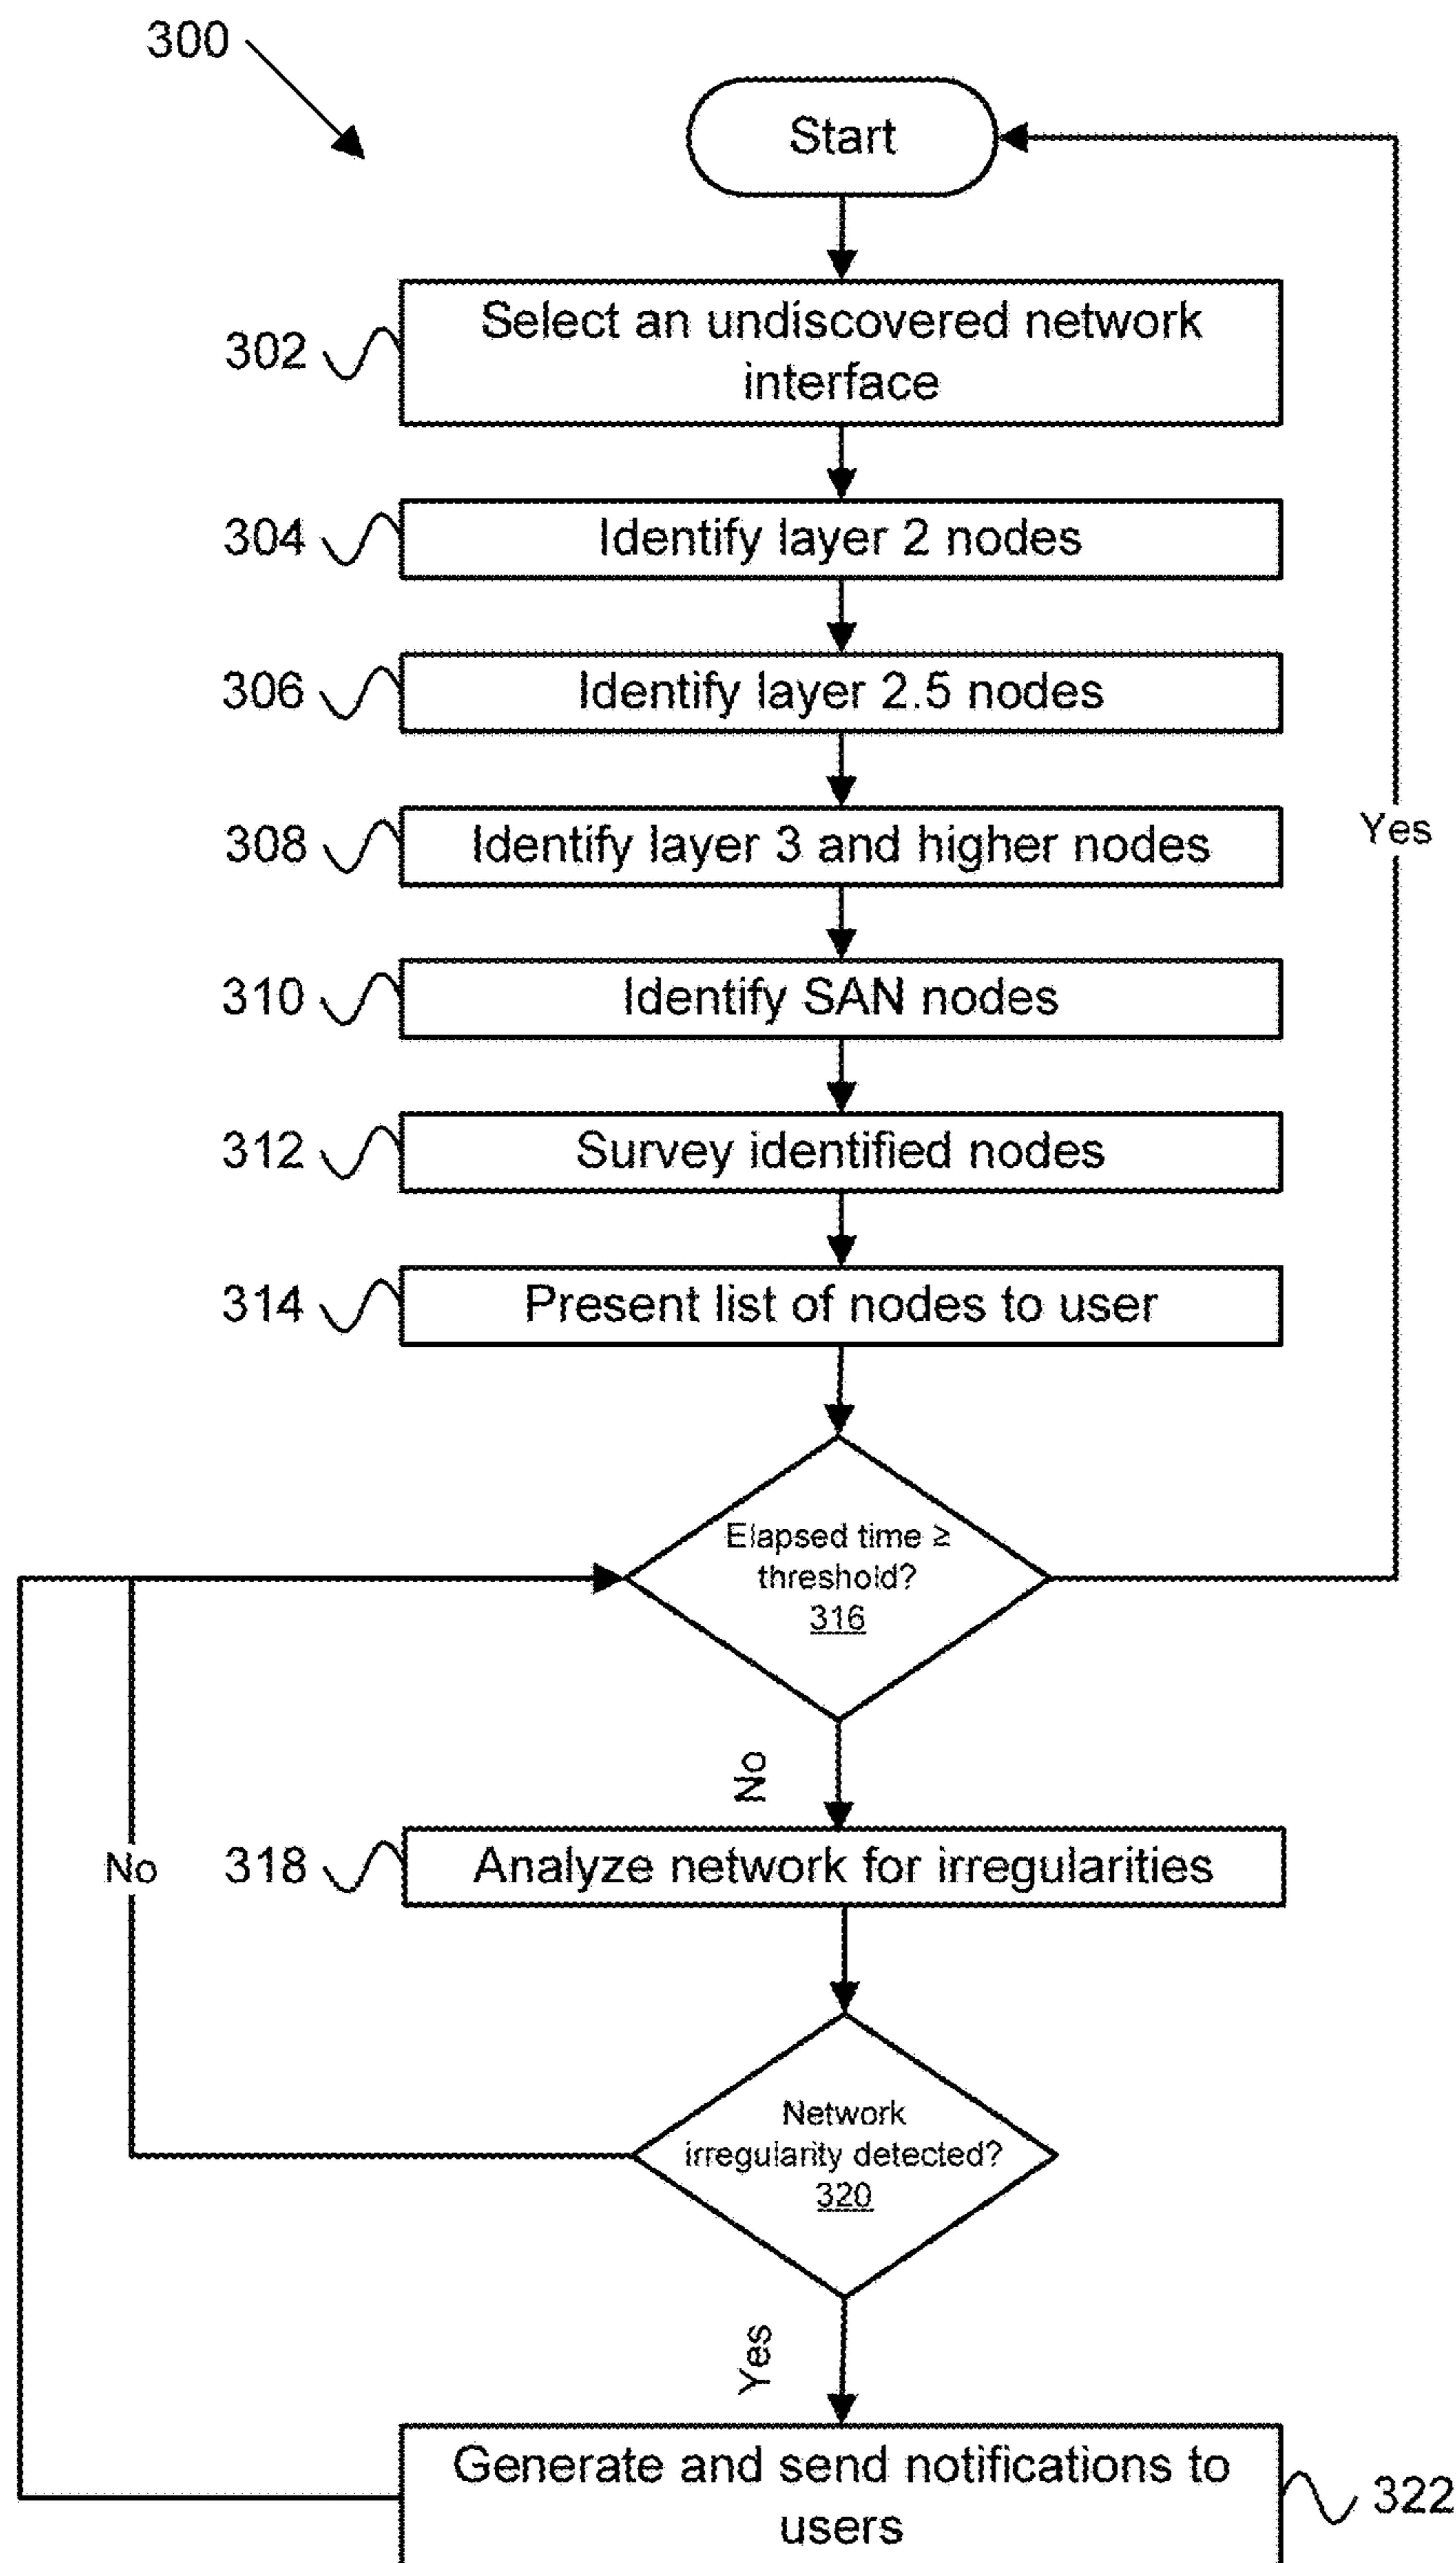 300
Start
302
Select an undiscovered network
interface
304
Identify layer 2 nodes
306
Identify layer 2.5 nodes
308
Identify layer 3 and higher nodes
Yes
310
Identify SAN nodes
312
Survey identified nodes
314
Present list of nodes to user
Elapsed time ≥
threshold?
316
No
318
Analyze network for irregularities
No
Network
irregularity detected?
320
Yes
Generate and send notifications to
users
322